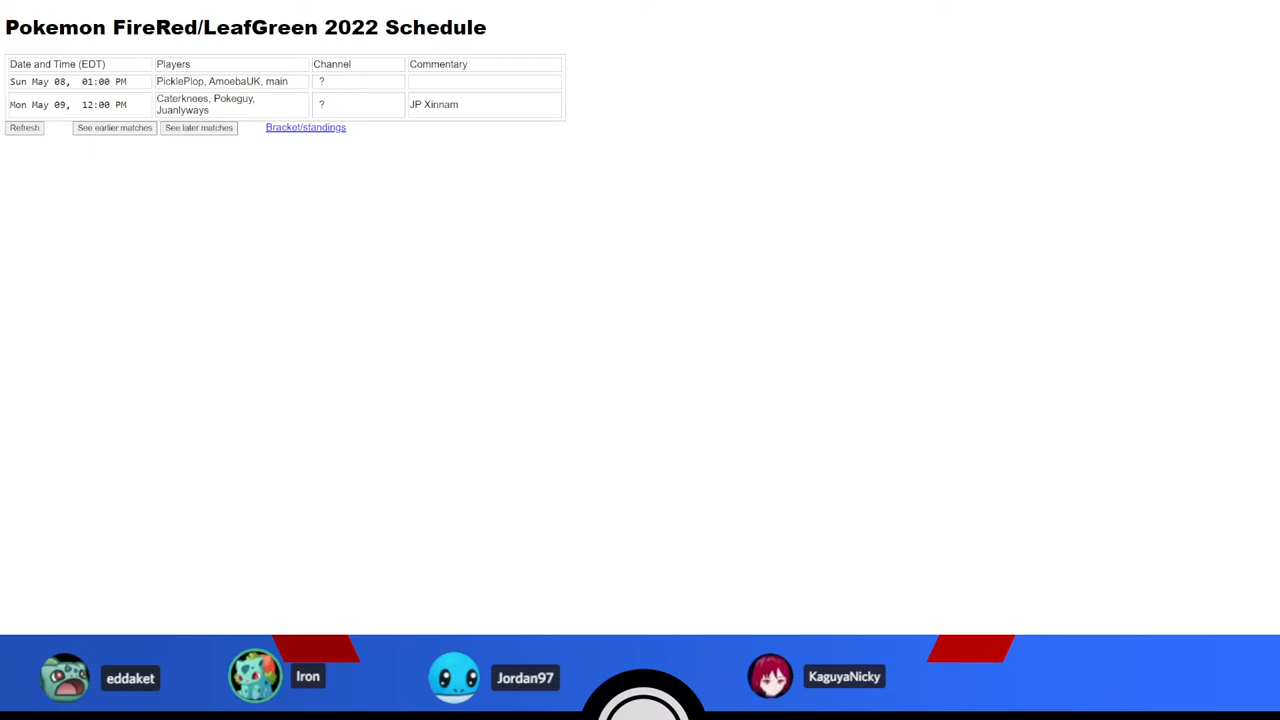 Pokemon FireRed/LeafGreen 2022 Schedule
Date and Time (EDT) Players Channel Commentary
Sun May 08, 01:00 PM PicklePlop, AmoebaUK, main ?
Mon May 09, 12:00 PM Caterknees, Pokeguy, Juanlyways ? JP Xinnam
Refresh See earlier matches See later matches Bracket/standings
eddaket Iron Jordan97 KaguyaNicky